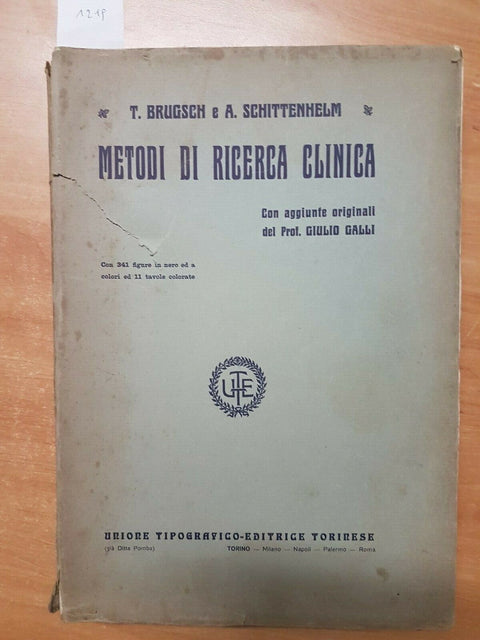 1219
T. BRUGSCH e A. SCHITTENHELM
METODI DI RICERCA CLINICA
Con aggiunte originali
del Prof. GIULIO GALLI
Con 341 figure in nero ed a
colori ed 11 tavole colorate
UTE
UNIONE TIPOGRAFICO-EDITRICE TORINESE
(già Ditta Pomba)
TORINO — Milano — Napoli — Palermo — Roma